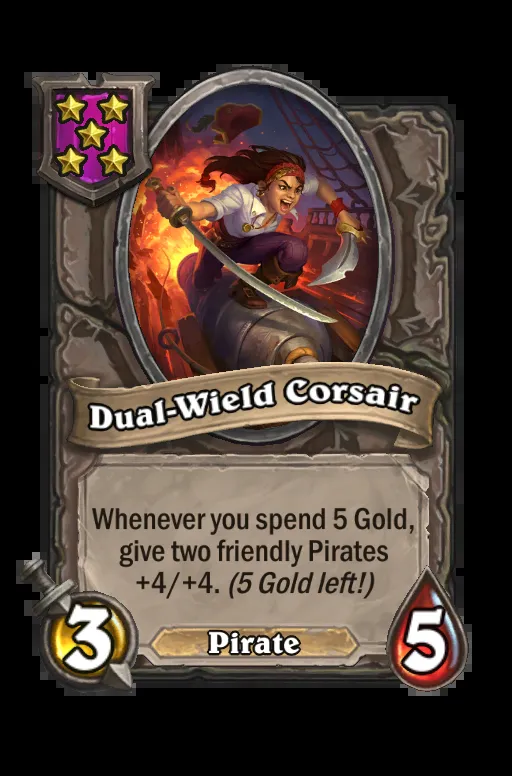 Dual-Wield Corsair
Whenever you spend 5 Gold,
give two friendly Pirates
+4/+4. (5 Gold left!)
3
Pirate
5